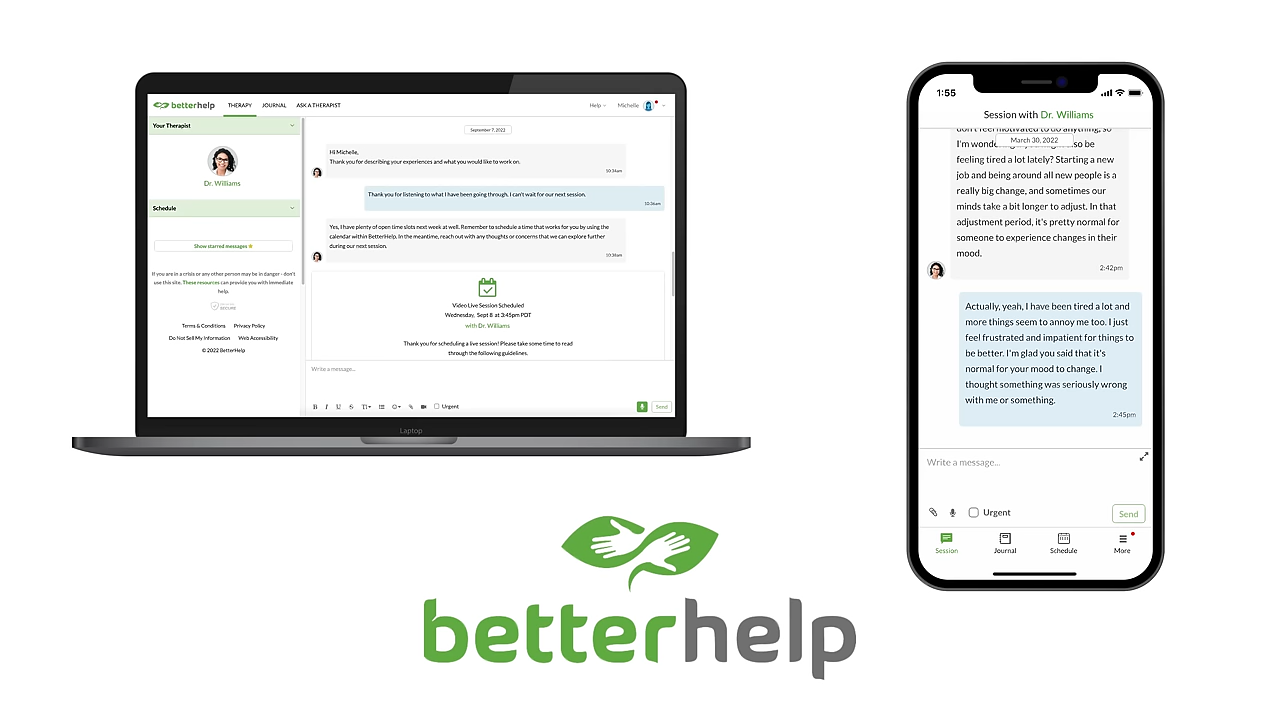 betterhelp
THERAPY
JOURNAL
ASK A THERAPIST
Help
Michelle
Your Therapist
Dr. Williams
Schedule
Show starred messages
If you are in a crisis or any other person may be in danger - don't
use this site. These resources can provide you with immediate
help.
SECURE
Terms & Conditions Privacy Policy
Do Not Sell My Information Web Accessibility
© 2022 BetterHelp
September 7, 2022
Hi Michelle,
Thank you for describing your experiences and what you would like to work on.
10:34am
Thank you for listening to what I have been going through. I can't wait for our next session.
10:36am
Yes, I have plenty of open time slots next week at well. Remember to schedule a time that works for you by using the
calendar within BetterHelp. In the meantime, reach out with any thoughts or concerns that we can explore further
during our next session.
10:38am
Video Live Session Scheduled
Wednesday, Sept 8 at 3:45pm PDT
with Dr. Williams
Thank you for scheduling a live session! Please take some time to read
through the following guidelines.
Write a message...
B I U S TI
Urgent
Send
Laptop
1:55
Session with Dr. Williams
don't feel motivated to do anything, so
March 30, 2022
I'm so be
feeling tired a lot lately? Starting a new
job and being around all new people is a
really big change, and sometimes our
minds take a bit longer to adjust. In that
adjustment period, it's pretty normal for
someone to experience changes in their
mood.
2:42pm
Actually, yeah, I have been tired a lot and
more things seem to annoy me too. I just
feel frustrated and impatient for things to
be better. I'm glad you said that it's
normal for your mood to change. I
thought something was seriously wrong
with me or something.
2:45pm
Write a message...
Urgent
Send
Session
Journal
Schedule
More
betterhelp